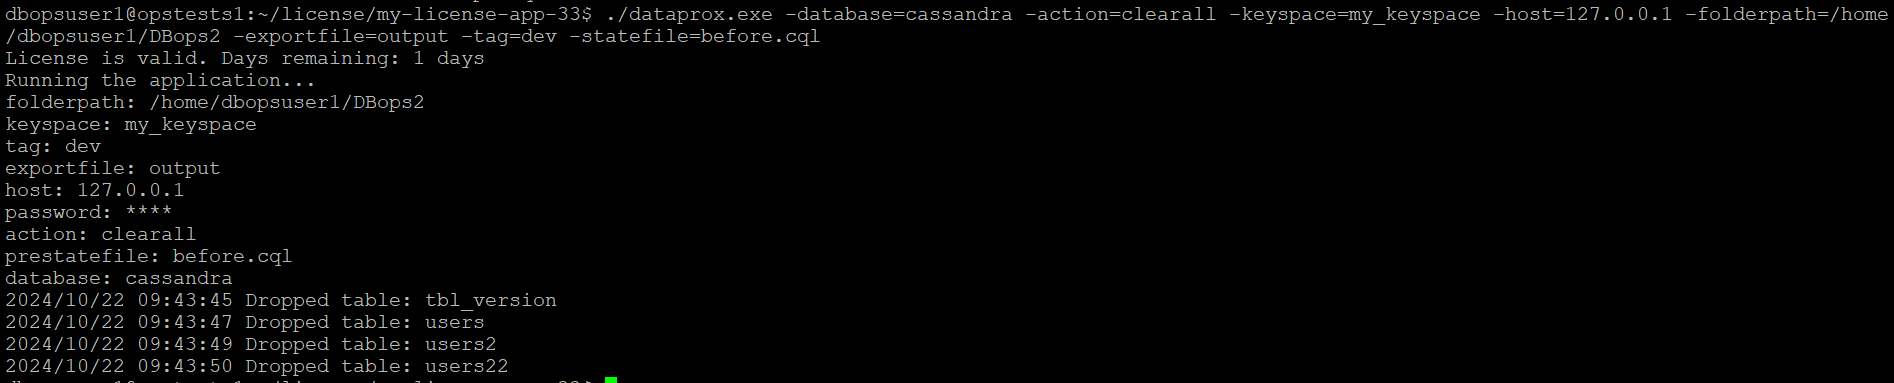 dbopsuser1@opstests1:~/license/my-license-app-33$ ./dataprox.exe -database=cassandra -action=clearall -keyspace=my_keyspace -host=127.0.0.1 -folderpath=/home
/dbopsuser1/DBops2 -exportfile=output -tag=dev -statefile=before.cql
License is valid. Days remaining: 1 days
Running the application...
folderpath: /home/dbopsuser1/DBops2
keyspace: my_keyspace
tag: dev
exportfile: output
host: 127.0.0.1
password: ****
action: clearall
prestatefile: before.cql
database: cassandra
2024/10/22 09:43:45 Dropped table: tbl_version
2024/10/22 09:43:47 Dropped table: users
2024/10/22 09:43:49 Dropped table: users2
2024/10/22 09:43:50 Dropped table: users22